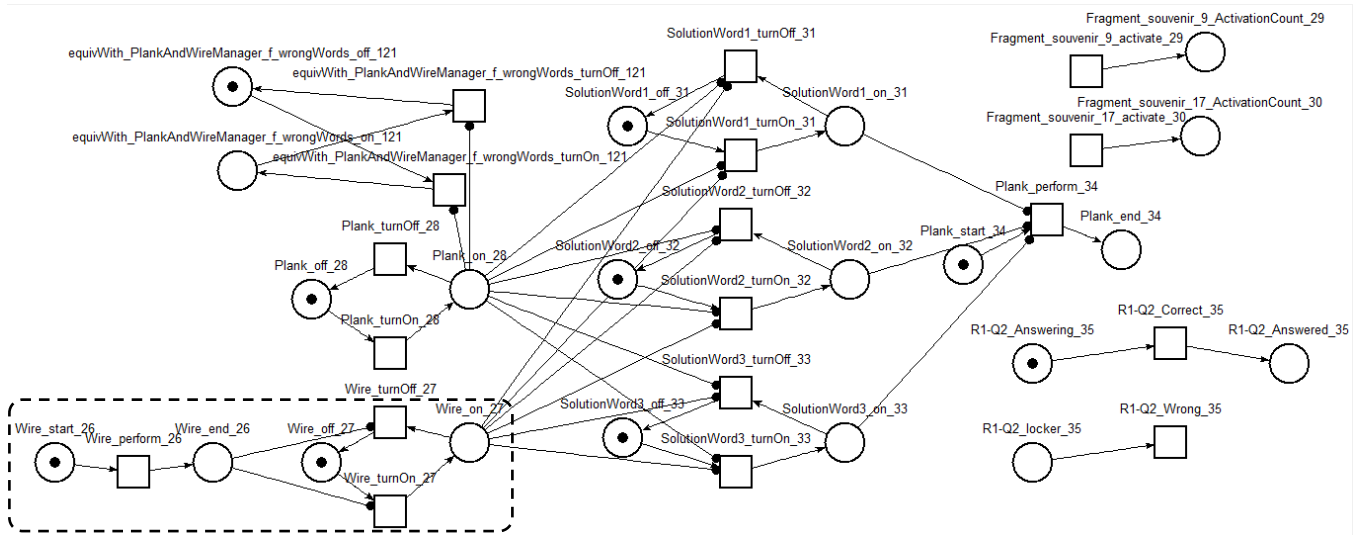 Fragment_souvenir_9_ActivationCount_29
SolutionWord1_turnOff_31
Fragment_souvenir_9_activate_29
equivWith_PlankAndWireManager_f_wrongWords_off_121
equivWith_PlankAndWireManager_f_wrongWords_turnOff_121
SolutionWord1_off_31
SolutionWord1_on_31
Fragment_souvenir_17_ActivationCount_30
Fragment_souvenir_17_activate_30
SolutionWord1_turnOn_31
equivWith_PlankAndWireManager_f_wrongWords_on_121
equivWith_PlankAndWireManager_f_wrongWords_turnOn_121
Plank_perform_34
SolutionWord2_turnOff_32
Plank_end_34
Plank_turnOff_28
Plank_start_34
SolutionWord2_off_32
SolutionWord2_on_32
Plank_on_28
Plank_off_28
SolutionWord2_turnOn_32
R1-Q2_Correct_35
Plank_turnOn_28
R1-Q2_Answering_35
R1-Q2_Answered_35
SolutionWord3_turnOff_33
Wire_turnOff_27
R1-Q2_Wrong_35
SolutionWord3_off_33
SolutionWord3_on_33
Wire_on_27
Wire_start_26
Wire_end_26
Wire_off_27
R1-Q2_locker_35
Wire_perform_26
SolutionWord3_turnOn_33
Wire_turnOn_27